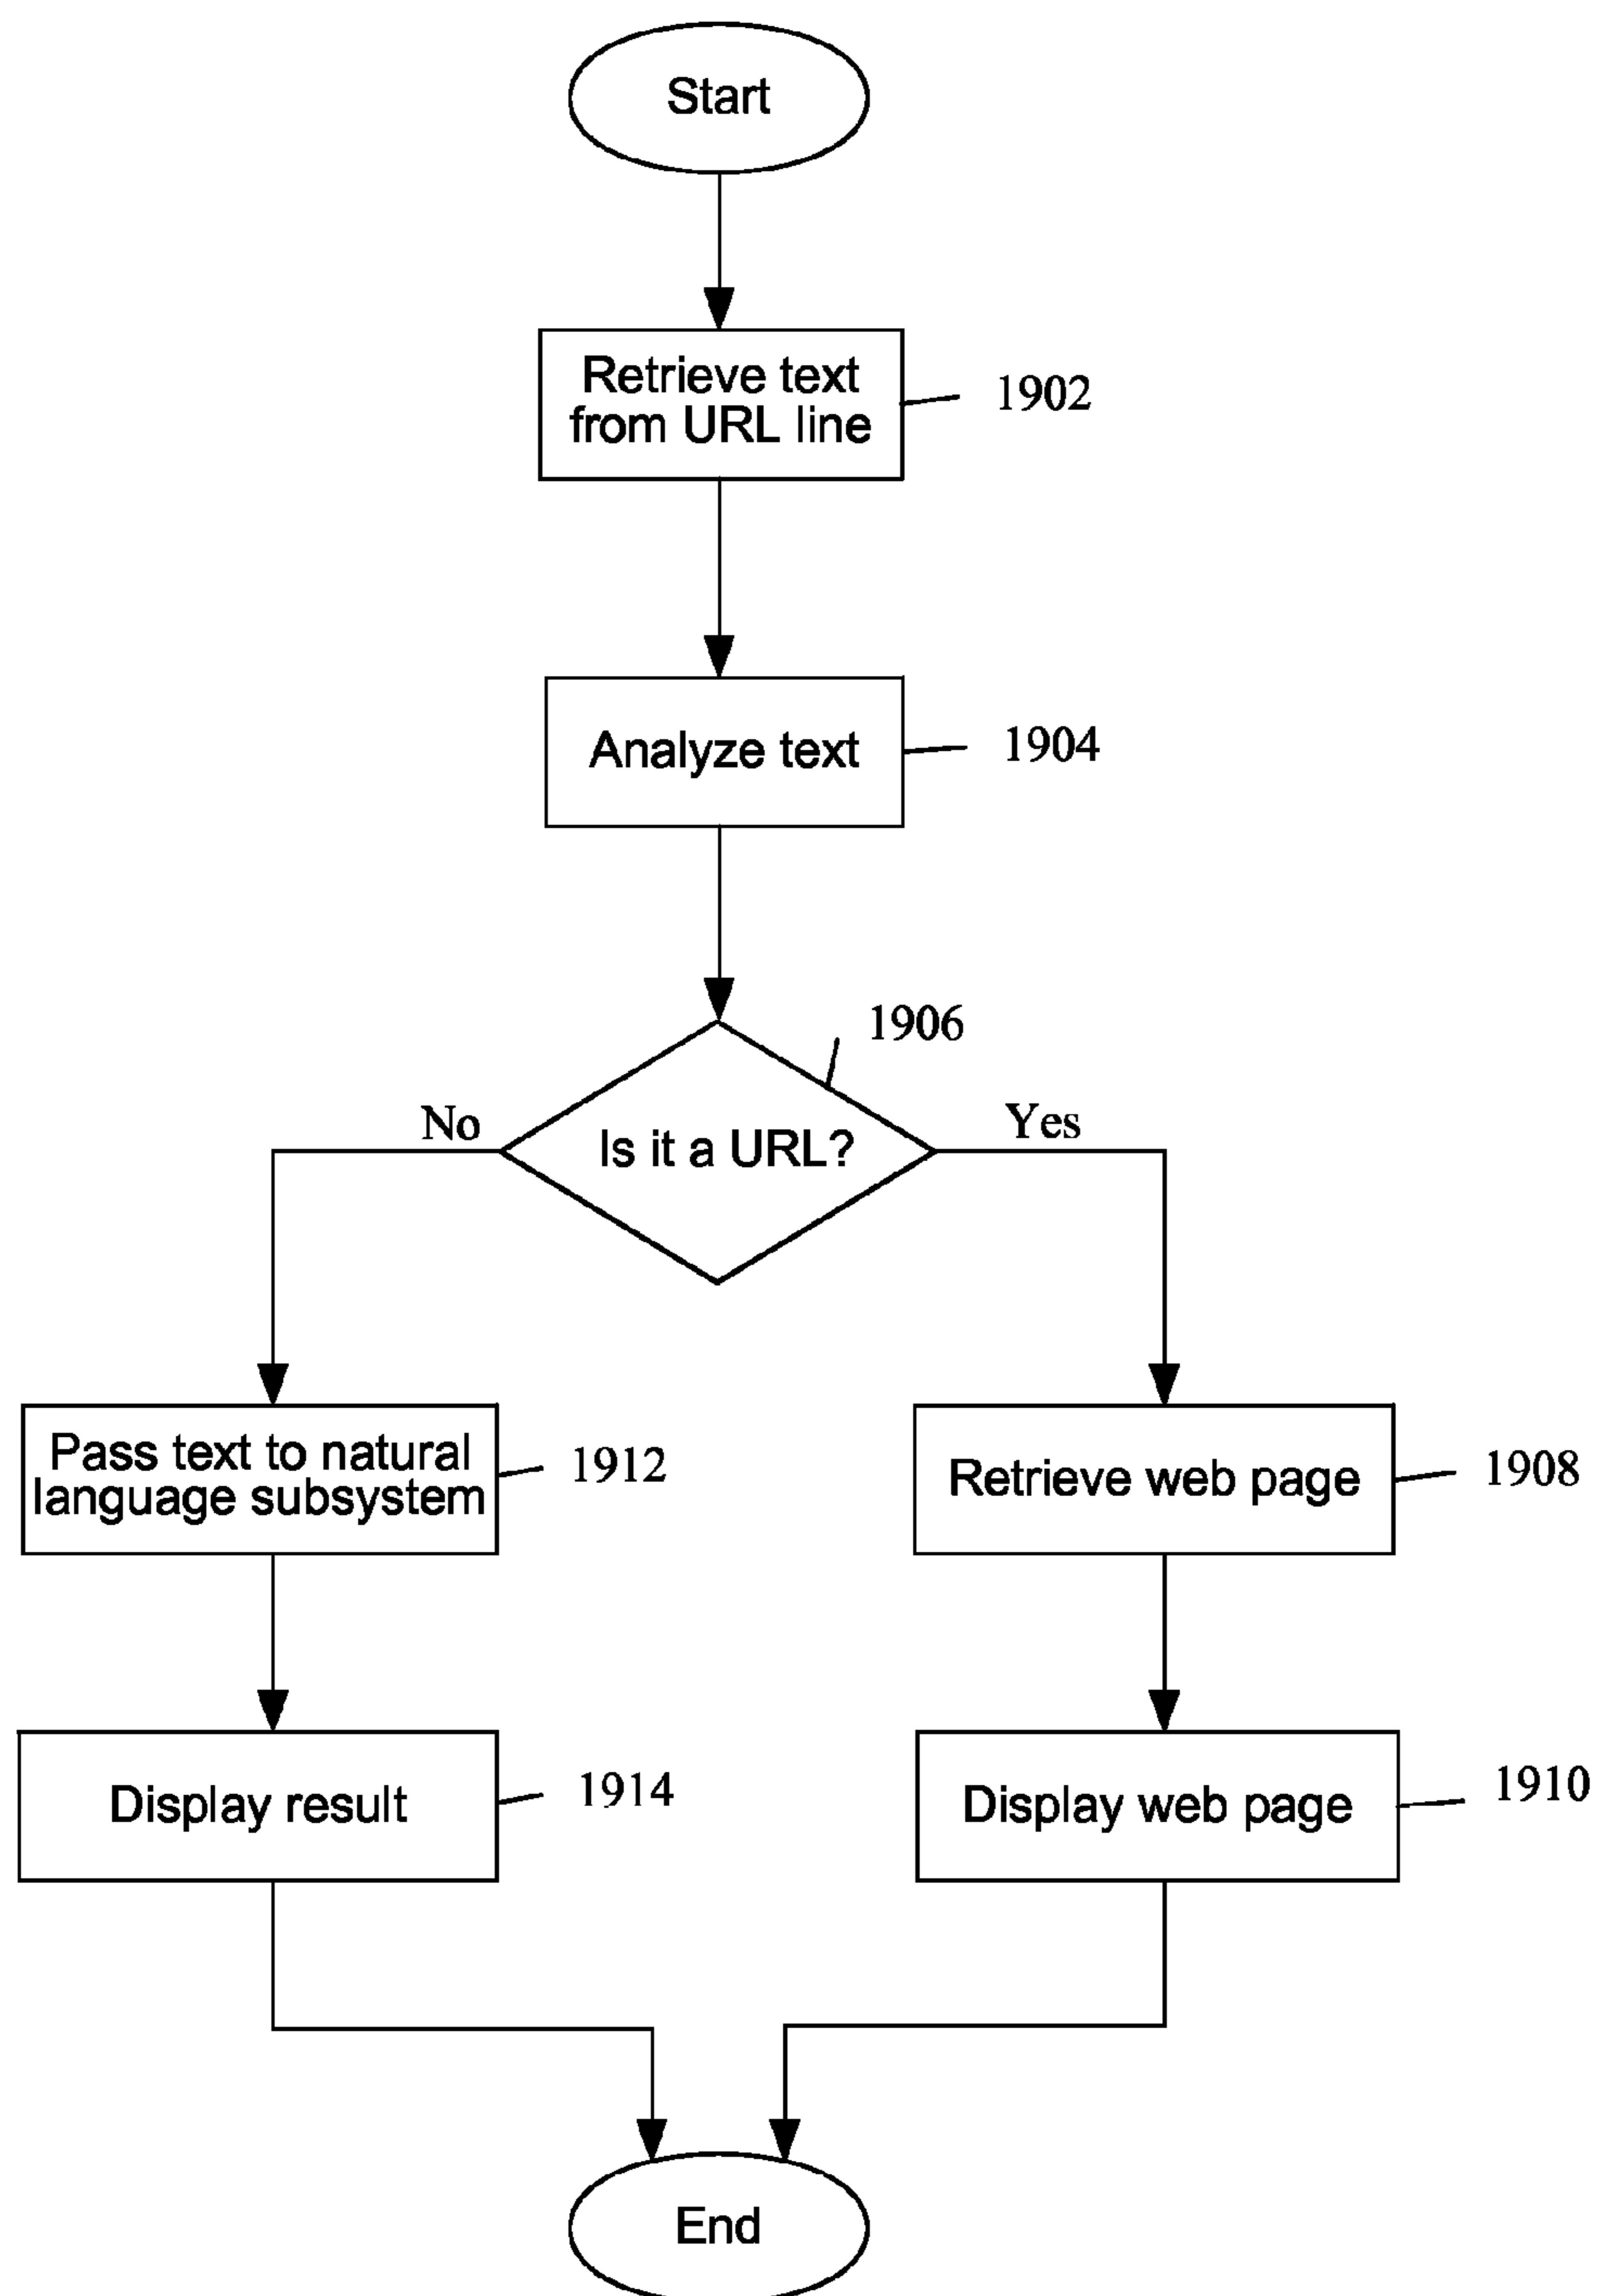 Start
Retrieve text
from URL line
1902
Analyze text
1904
1906
No
Yes
Is it a URL?
Pass text to natural
language subsystem
1912
Retrieve web page
1908
Display result
1914
Display web page
1910
End